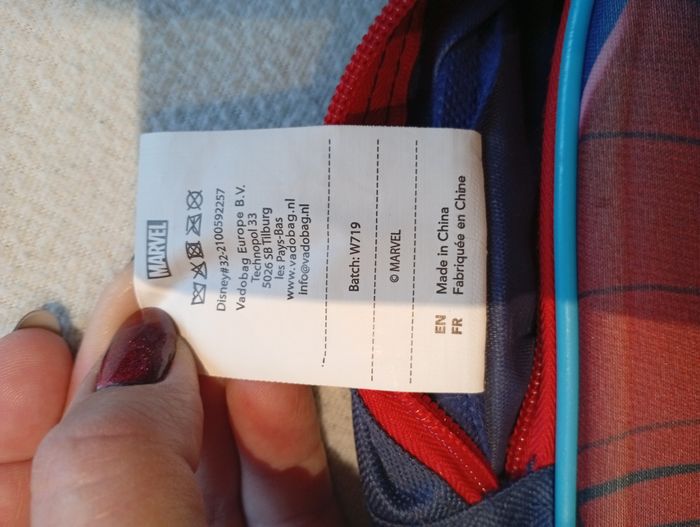 MARVEL
Disney#32-2100592257
Vadobag Europe B.V.
Technopol 33
5026 SB Tilburg
les Pays-Bas
www.vadobag.nl
info@vadobag.nl
Batch: W719
© MARVEL
EN Made in China
FR Fabriquée en Chine